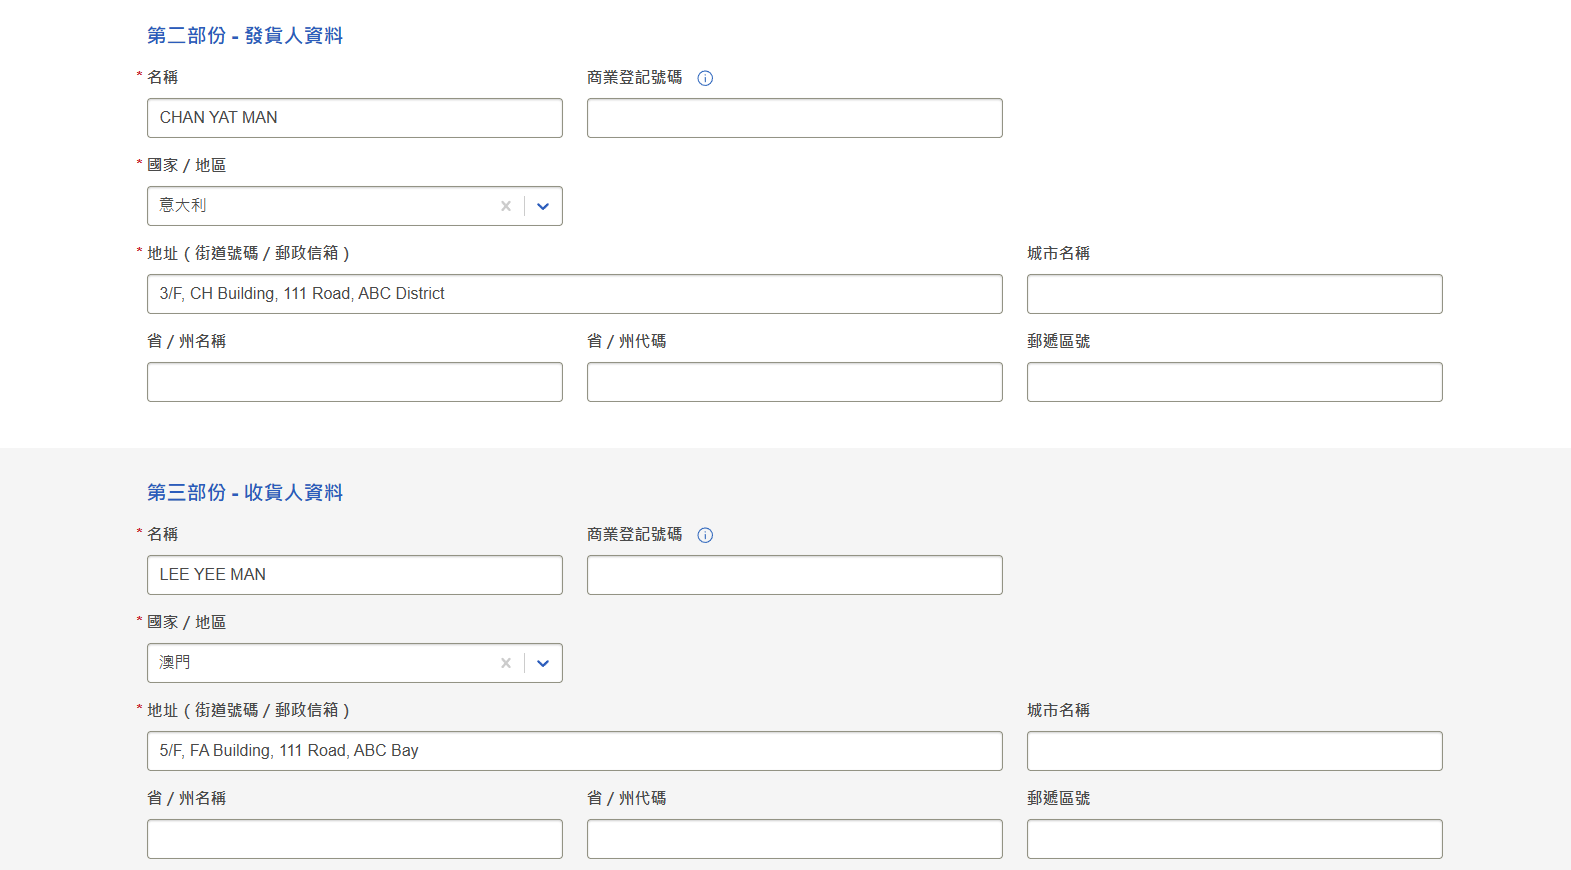 第二部份 - 發貨人資料
* 名稱
商業登記號碼
CHAN YAT MAN
* 國家 / 地區
意大利
* 地址 ( 街道號碼 / 郵政信箱 )
城市名稱
3/F, CH Building, 111 Road, ABC District
省 / 州名稱
省 / 州代碼
郵遞區號
第三部份 - 收貨人資料
* 名稱
商業登記號碼
LEE YEE MAN
* 國家 / 地區
澳門
* 地址 ( 街道號碼 / 郵政信箱 )
城市名稱
5/F, FA Building, 111 Road, ABC Bay
省 / 州名稱
省 / 州代碼
郵遞區號